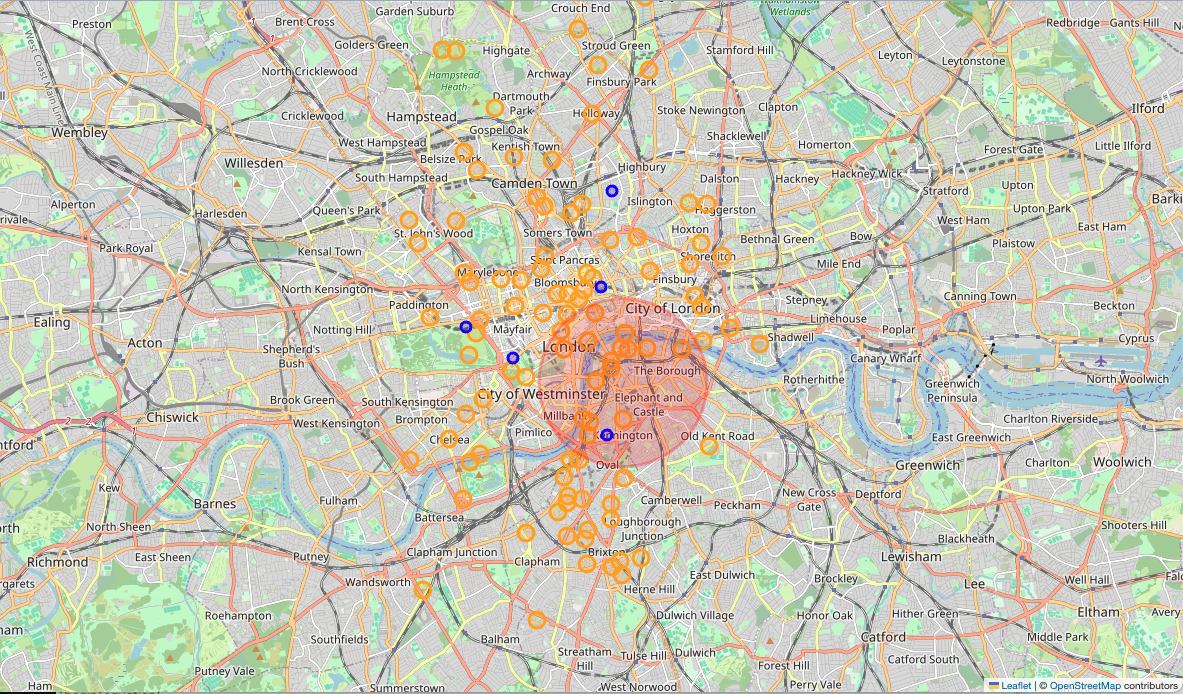 Preston
Brent Cross
Garden Suburb
Crouch End
Walthamstow
Wetlands
Redbridge
Gants Hill
West Coast Main Line
1
Golders Green
Highgate
Stroud Green
Stamford Hill
Leyton
Leytonstone
North Cricklewood
Hampstead
Heath
Archway
Finsbury Park
Dartmouth
Park
Stoke Newington
Clapton
Ilford
Cricklewood
Hampstead
Holloway
Wembley
Gospel Oak
Shacklewell
West Hampstead
Kentish Town
Homerton
Forest Gate
Little Ilford
Willesden
Belsize Park
Highbury
Hackney Wick
South Hampstead
Camden Town
Dalston
Hackney
Stratford
Upton
Alperton
Queen's Park
Islington
Haggerston
Upton Park
Barki
Harlesden
West Ham
St. John's Wood
Somers Town
Hoxton
Bethnal Green
Bow
East Ham
Park Royal
Kensal Town
Saint Pancras
Shoreditch
Plaistow
Marylebone
Bloomsbury
Finsbury
Mile End
North Kensington
Paddington
City of London
Stepney
Canning Town
Beckton
Ealing
Notting Hill
Mayfair
Limehouse
Poplar
Acton
London
Shadwell
Cyprus
Shepherd's
Bush
Canary Wharf
The Borough
Rotherhithe
Greenwich
Peninsula
North Woolwich
City of Westminster
Elephant and
Castle
Brook Green
South Kensington
Chiswick
West Kensington
Brompton
Millbank
Charlton Riverside
2
2
Chelsea
Pimlico
Kennington
Old Kent Road
East Greenwich
ntford
Oval
Greenwich
Charlton
Woolwich
Kew
Barnes
Fulham
Camberwell
New Cross
Gate
Deptford
Peckham
North Sheen
Battersea
Loughborough
Junction
Shooters Hill
Blackheath
Richmond
East Sheen
Putney
Clapham Junction
Brixton
Lewisham
Clapham
Wandsworth
East Dulwich
Brockley
Lee
Well Hall
Herne Hill
Roehampton
Dulwich Village
Honor Oak
Hither Green
Eltham
Avery
Southfields
Balham
Catford
Middle Park
Streatham
Hill
Tulse Hill
Dulwich
Forest Hill
Catford South
Putney Vale
Ham
Summerstown
West Norwood
Perry Vale
Leaflet | © OpenStreetMap contributors